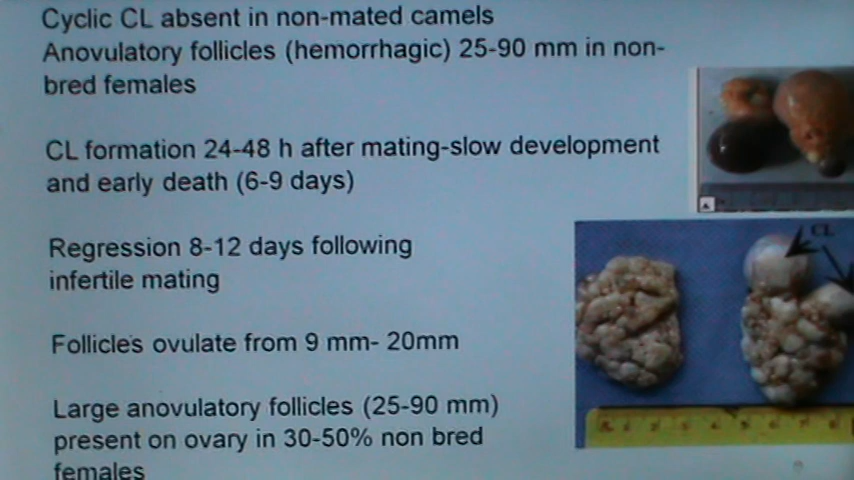 Cyclic CL absent in non-mated camels
Anovulatory follicles (hemorrhagic) 25-90 mm in non-
bred females
CL formation 24-48 h after mating-slow development
and early death (6-9 days)
Regression 8-12 days following
infertile mating
Follicles ovulate from 9 mm- 20mm
Large anovulatory follicles (25-90 mm)
present on ovary in 30-50% non bred
females
A
CL